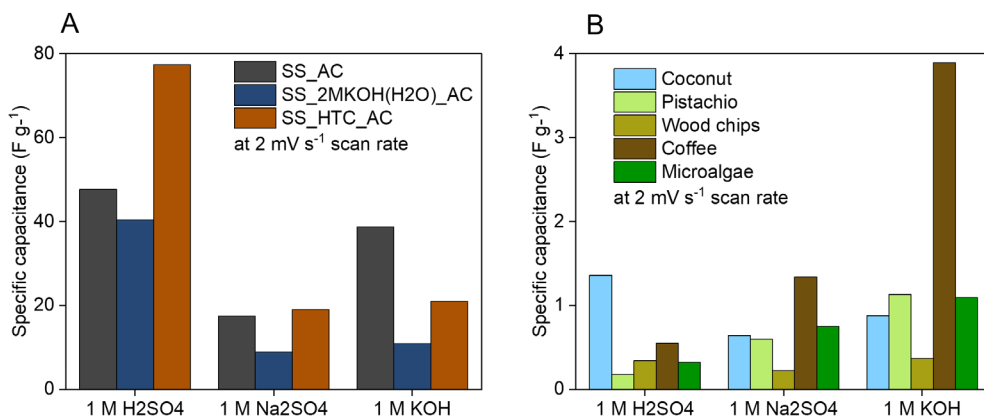 A
Specific capacitance (F g-1)
80
60
40
20
0
SS_AC
SS_2MKOH(H2O)_AC
SS_HTC_AC
at 2 mV s-1 scan rate
1 M H2SO4
1 M Na2SO4
1 M KOH
B
Specific capacitance (F g-1)
4
3
2
1
0
Coconut
Pistachio
Wood chips
Coffee
Microalgae
at 2 mV s-1 scan rate
1 M H2SO4
1 M Na2SO4
1 M KOH